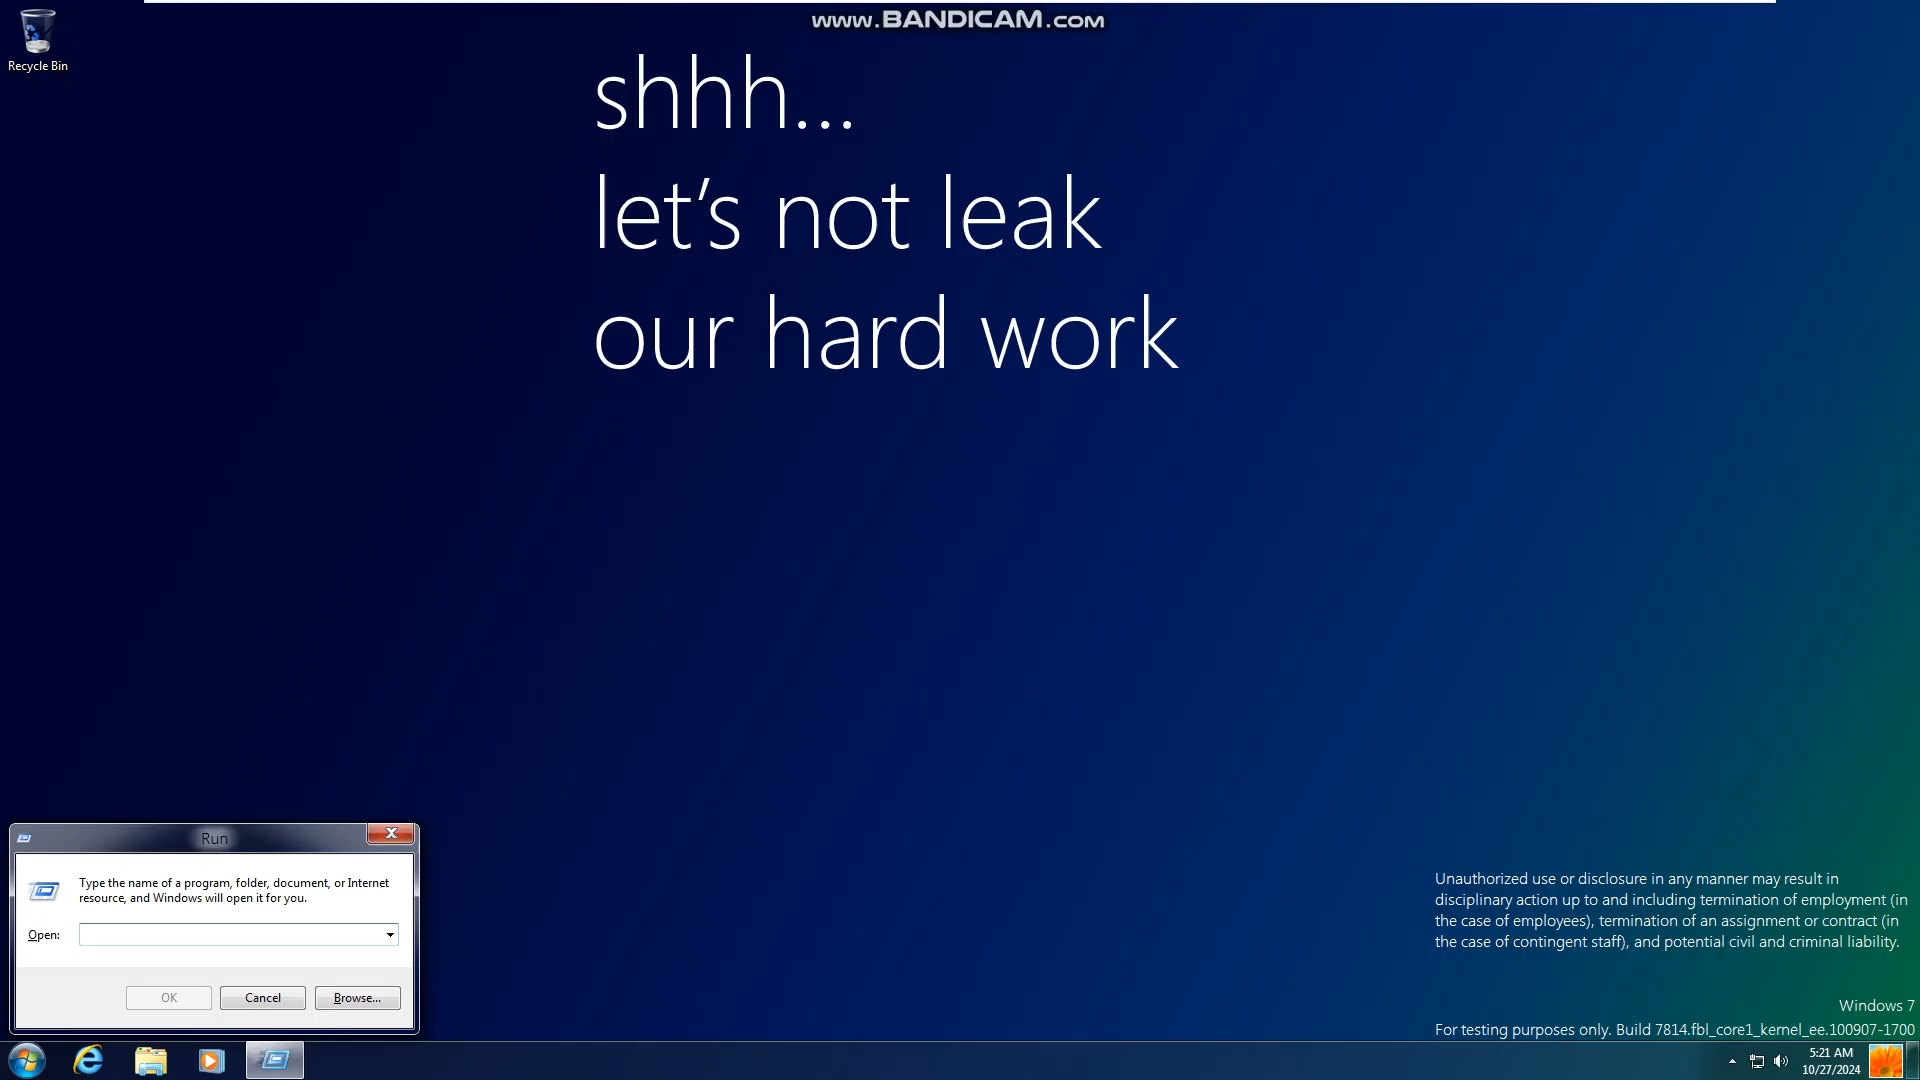 www.BANDICAM.com
Recycle Bin
shhh...
let's not leak
our hard work
Run
X
Type the name of a program, folder, document, or Internet
resource, and Windows will open it for you.
Open:
OK
Cancel
Browse...
Unauthorized use or disclosure in any manner may result in
disciplinary action up to and including termination of employment (in
the case of employees), termination of an assignment or contract (in
the case of contingent staff), and potential civil and criminal liability.
Windows 7
For testing purposes only. Build 7814.fbl_core1_kernel_ee.100907-1700
5:21 AM
10/27/2024